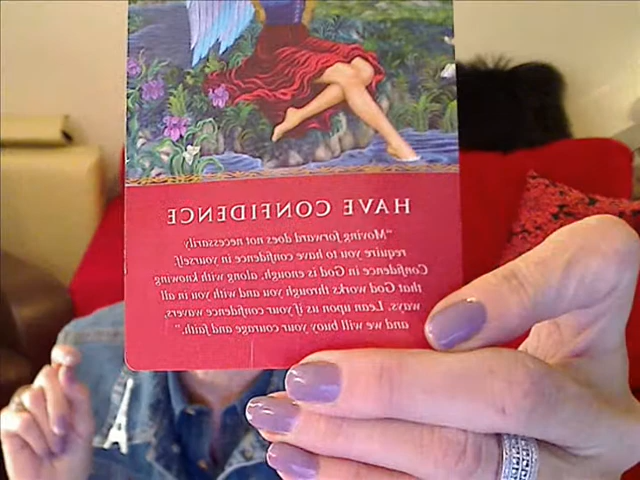 HAVE CONFIDENCE
"Moving forward does not necessarily
require you to have confidence in yourself
Confidence in God is enough, along with knowing
that God works through you and with you in all
ways. Lean upon us if your confidence wavers,
and we will buoy your courage and faith."